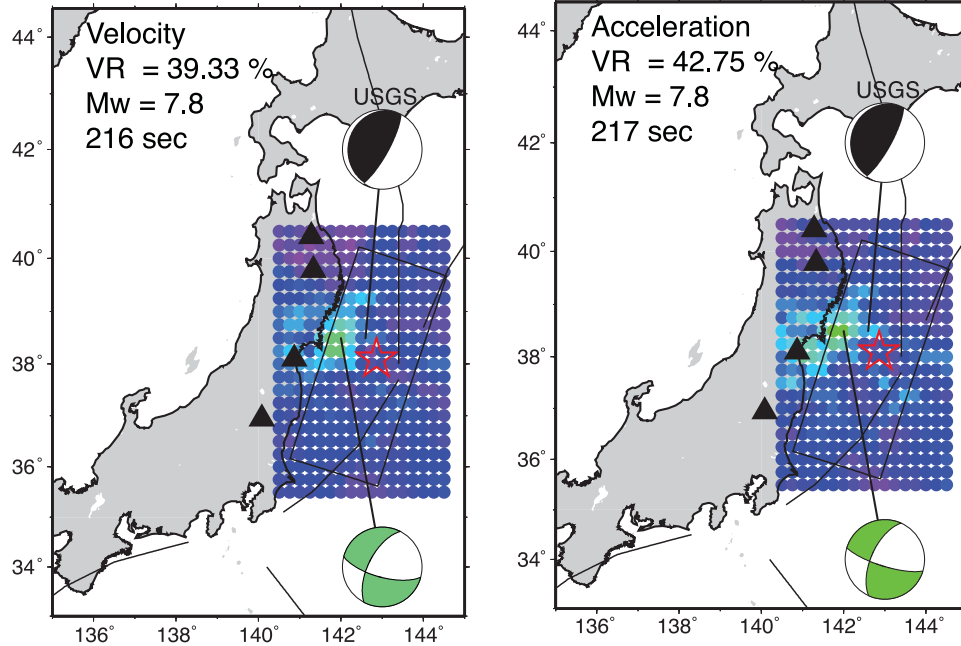 Velocity
VR = 39.33 %
Mw = 7.8
216 sec
USGS
44°
42°
40°
38°
36°
34°
136°
138°
140°
142°
144°
Acceleration
VR = 42.75 %
Mw = 7.8
217 sec
USGS
44°
42°
40°
38°
36°
34°
136°
138°
140°
142°
144°